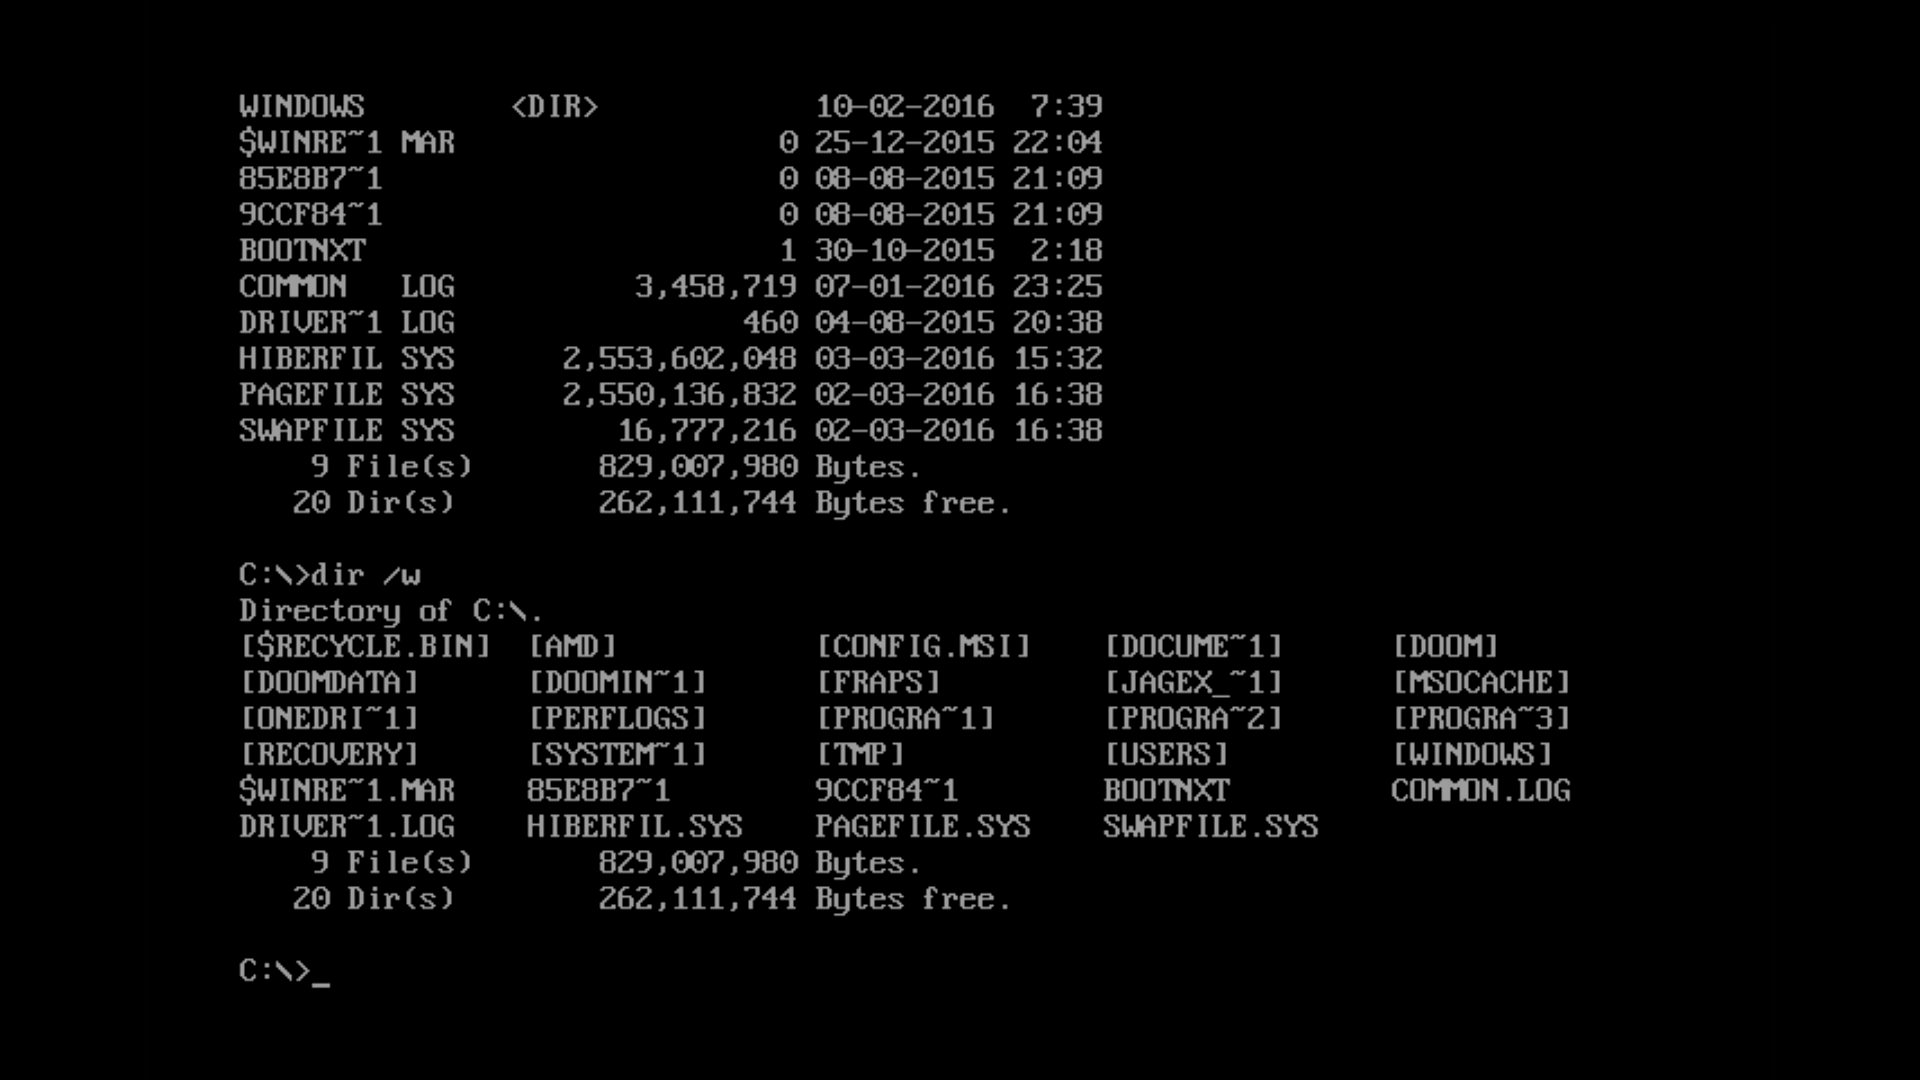 WINDOWS        <DIR>            10-02-2016  7:39
$WINRE~1 MAR                  0 25-12-2015 22:04
85E8B7~1                      0 08-08-2015 21:09
9CCF84~1                      0 08-08-2015 21:09
BOOTNXT                       1 30-10-2015  2:18
COMMON   LOG          3,458,719 07-01-2016 23:25
DRIVER~1 LOG                460 04-08-2015 20:38
HIBERFIL SYS      2,553,602,048 03-03-2016 15:32
PAGEFILE SYS      2,550,136,832 02-03-2016 16:38
SWAPFILE SYS         16,777,216 02-03-2016 16:38
    9 File(s)       829,007,980 Bytes.
   20 Dir(s)        262,111,744 Bytes free.

C:\>dir /w
Directory of C:\.
[$RECYCLE.BIN]  [AMD]           [CONFIG.MSI]    [DOCUME~1]      [DOOM]
[DOOMDATA]      [DOOMIN~1]      [FRAPS]         [JAGEX_~1]      [MSOCACHE]
[ONEDRI~1]      [PERFLOGS]      [PROGRA~1]      [PROGRA~2]      [PROGRA~3]
[RECOVERY]      [SYSTEM~1]      [TMP]           [USERS]         [WINDOWS]
$WINRE~1.MAR    85E8B7~1        9CCF84~1        BOOTNXT         COMMON.LOG
DRIVER~1.LOG    HIBERFIL.SYS    PAGEFILE.SYS    SWAPFILE.SYS
    9 File(s)       829,007,980 Bytes.
   20 Dir(s)        262,111,744 Bytes free.

C:\>_